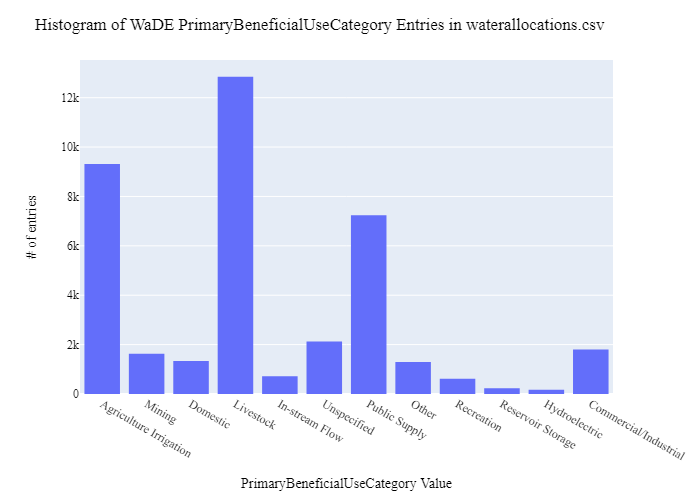 Histogram of WaDE PrimaryBeneficialUseCategory Entries in waterallocations.csv
# of entries
12k
10k
8k
6k
4k
2k
0
Agriculture Irrigation
Mining
Domestic
Livestock
In-stream Flow
Unspecified
Public Supply
Other
Recreation
Reservoir Storage
Hydroelectric
Commercial/Industrial
PrimaryBeneficialUseCategory Value